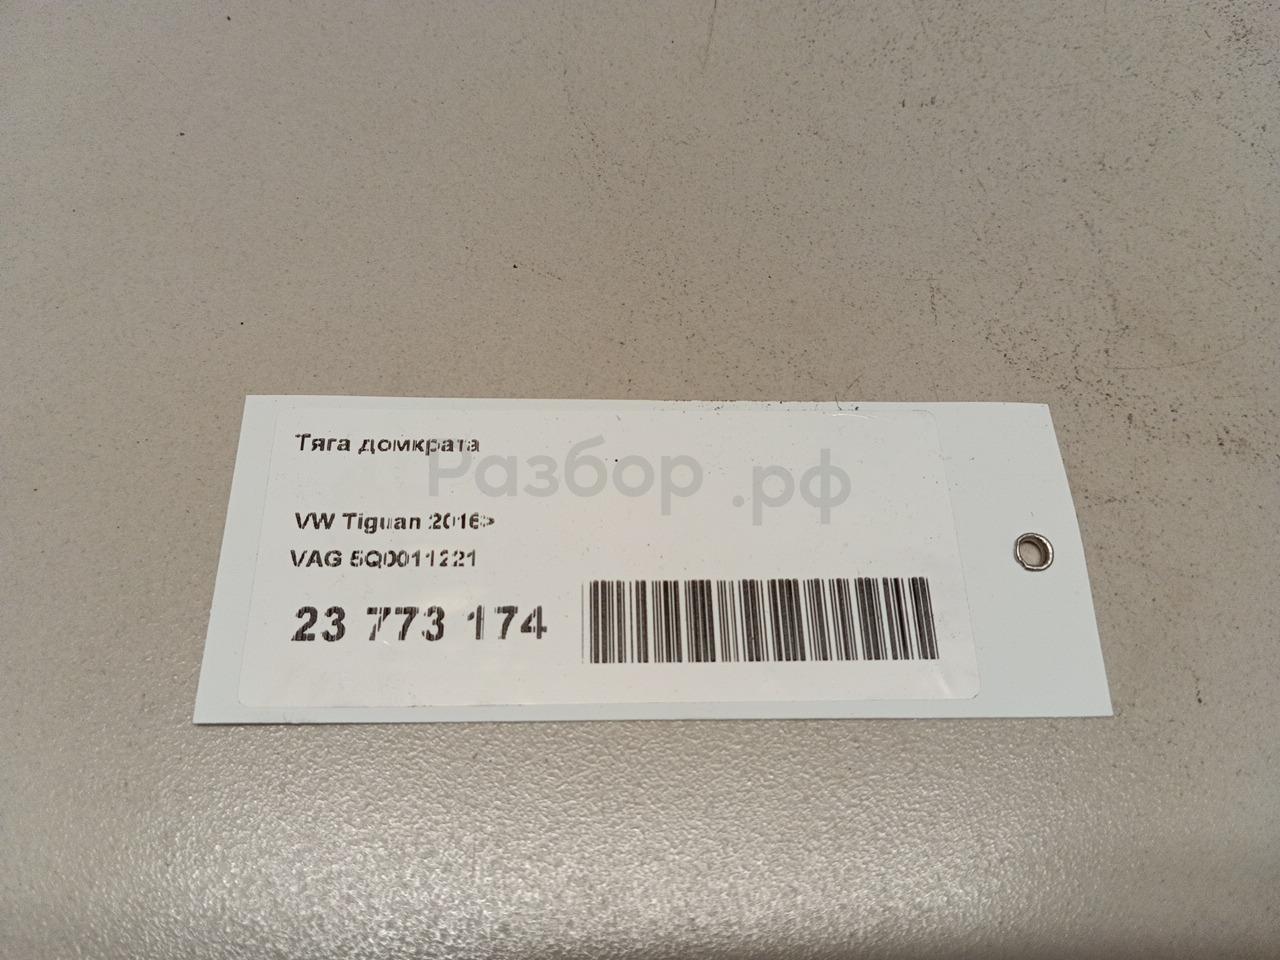 Тяга домкрата
Разбор.рф
VW Tiguan 2016>
VAG 5Q0011221
23 773 174